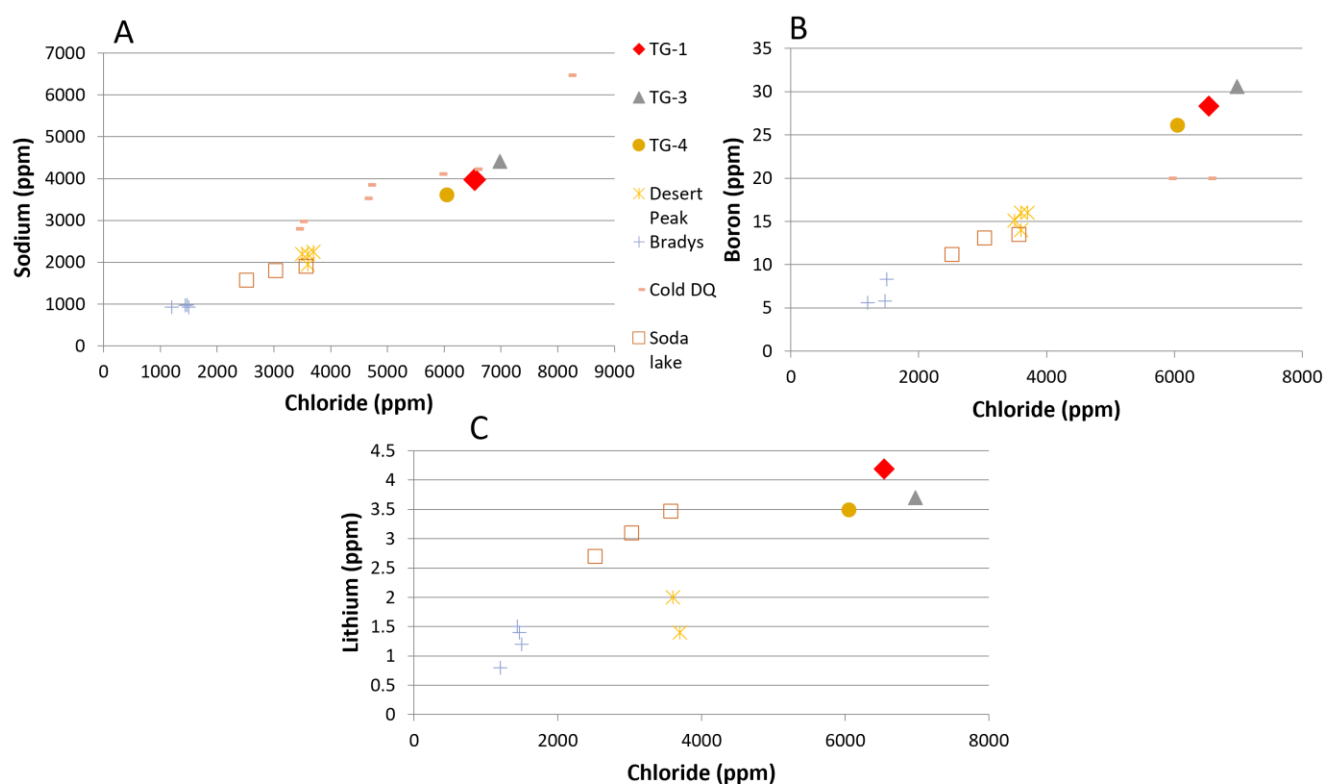 A
7000
6000
5000
4000
3000
2000
1000
0
Sodium (ppm)
0 1000 2000 3000 4000 5000 6000 7000 8000 9000
Chloride (ppm)
TG-1
TG-3
TG-4
Desert
Peak
Bradys
Cold DQ
Soda
lake
B
35
30
25
20
15
10
5
0
Boron (ppm)
0 2000 4000 6000 8000
Chloride (ppm)
C
4.5
4
3.5
3
2.5
2
1.5
1
0.5
0
Lithium (ppm)
0 2000 4000 6000 8000
Chloride (ppm)